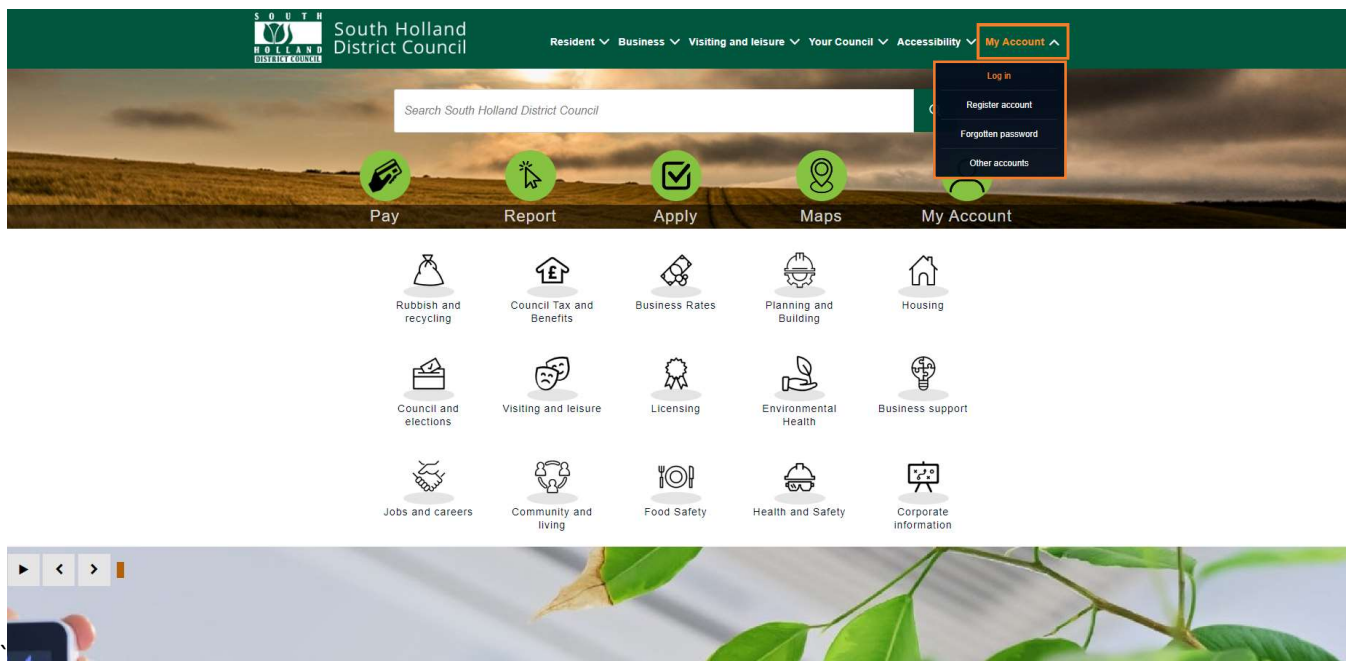 SOUTH
HOLLAND
DISTRICT COUNCIL
South Holland
District Council
Resident Business Visiting and leisure Your Council Accessibility My Account
Log in
Register account
Forgotten password
Other accounts
Search South Holland District Council
Pay Report Apply Maps My Account
Rubbish and
recycling
Council Tax and
Benefits
Business Rates
Planning and
Building
Housing
Council and
elections
Visiting and leisure
Licensing
Environmental
Health
Business support
Jobs and careers
Community and
living
Food Safety
Health and Safety
Corporate
information